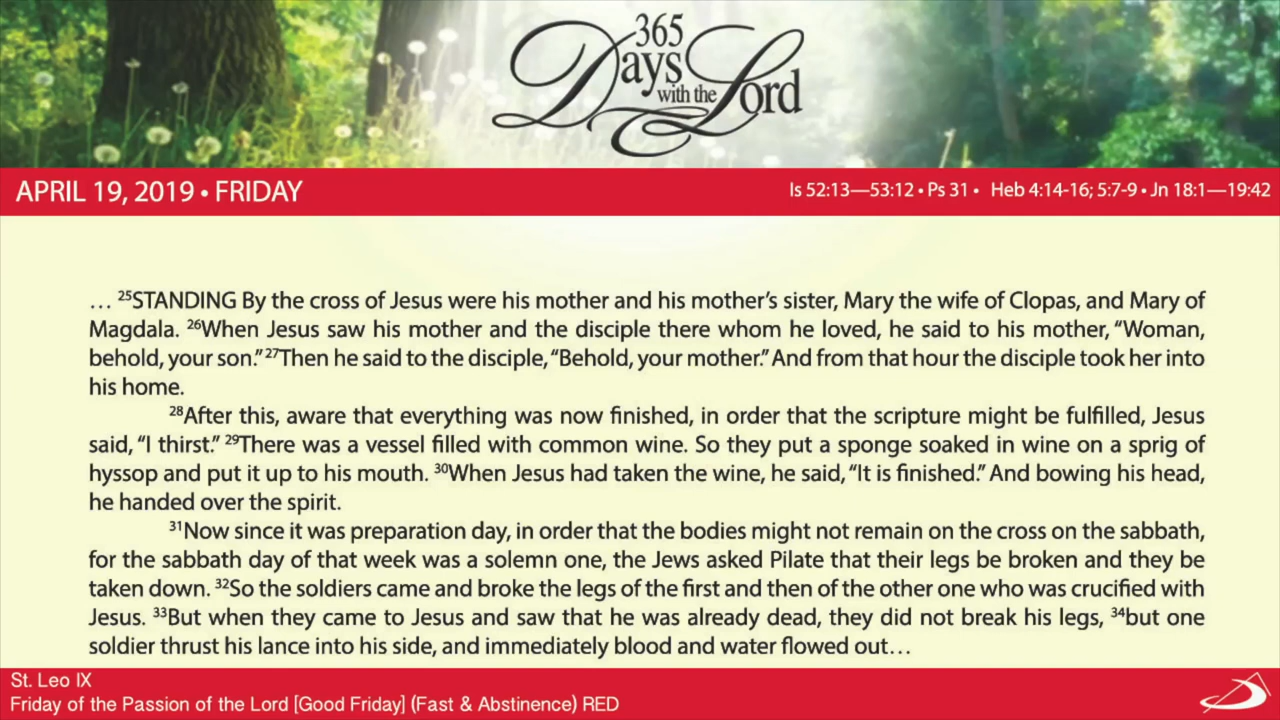 365
Days
with the Lord
APRIL 19, 2019 • FRIDAY
Is 52:13—53:12 • Ps 31 • Heb 4:14-16; 5:7-9 • Jn 18:1—19:42
… ²⁵STANDING By the cross of Jesus were his mother and his mother’s sister, Mary the wife of Clopas, and Mary of
Magdala. ²⁶When Jesus saw his mother and the disciple there whom he loved, he said to his mother, “Woman,
behold, your son.” ²⁷Then he said to the disciple, “Behold, your mother.” And from that hour the disciple took her into
his home.
²⁸After this, aware that everything was now finished, in order that the scripture might be fulfilled, Jesus
said, “I thirst.” ²⁹There was a vessel filled with common wine. So they put a sponge soaked in wine on a sprig of
hyssop and put it up to his mouth. ³⁰When Jesus had taken the wine, he said, “It is finished.” And bowing his head,
he handed over the spirit.
³¹Now since it was preparation day, in order that the bodies might not remain on the cross on the sabbath,
for the sabbath day of that week was a solemn one, the Jews asked Pilate that their legs be broken and they be
taken down. ³²So the soldiers came and broke the legs of the first and then of the other one who was crucified with
Jesus. ³³But when they came to Jesus and saw that he was already dead, they did not break his legs, ³⁴but one
soldier thrust his lance into his side, and immediately blood and water flowed out…
St. Leo IX
Friday of the Passion of the Lord [Good Friday] (Fast & Abstinence) RED